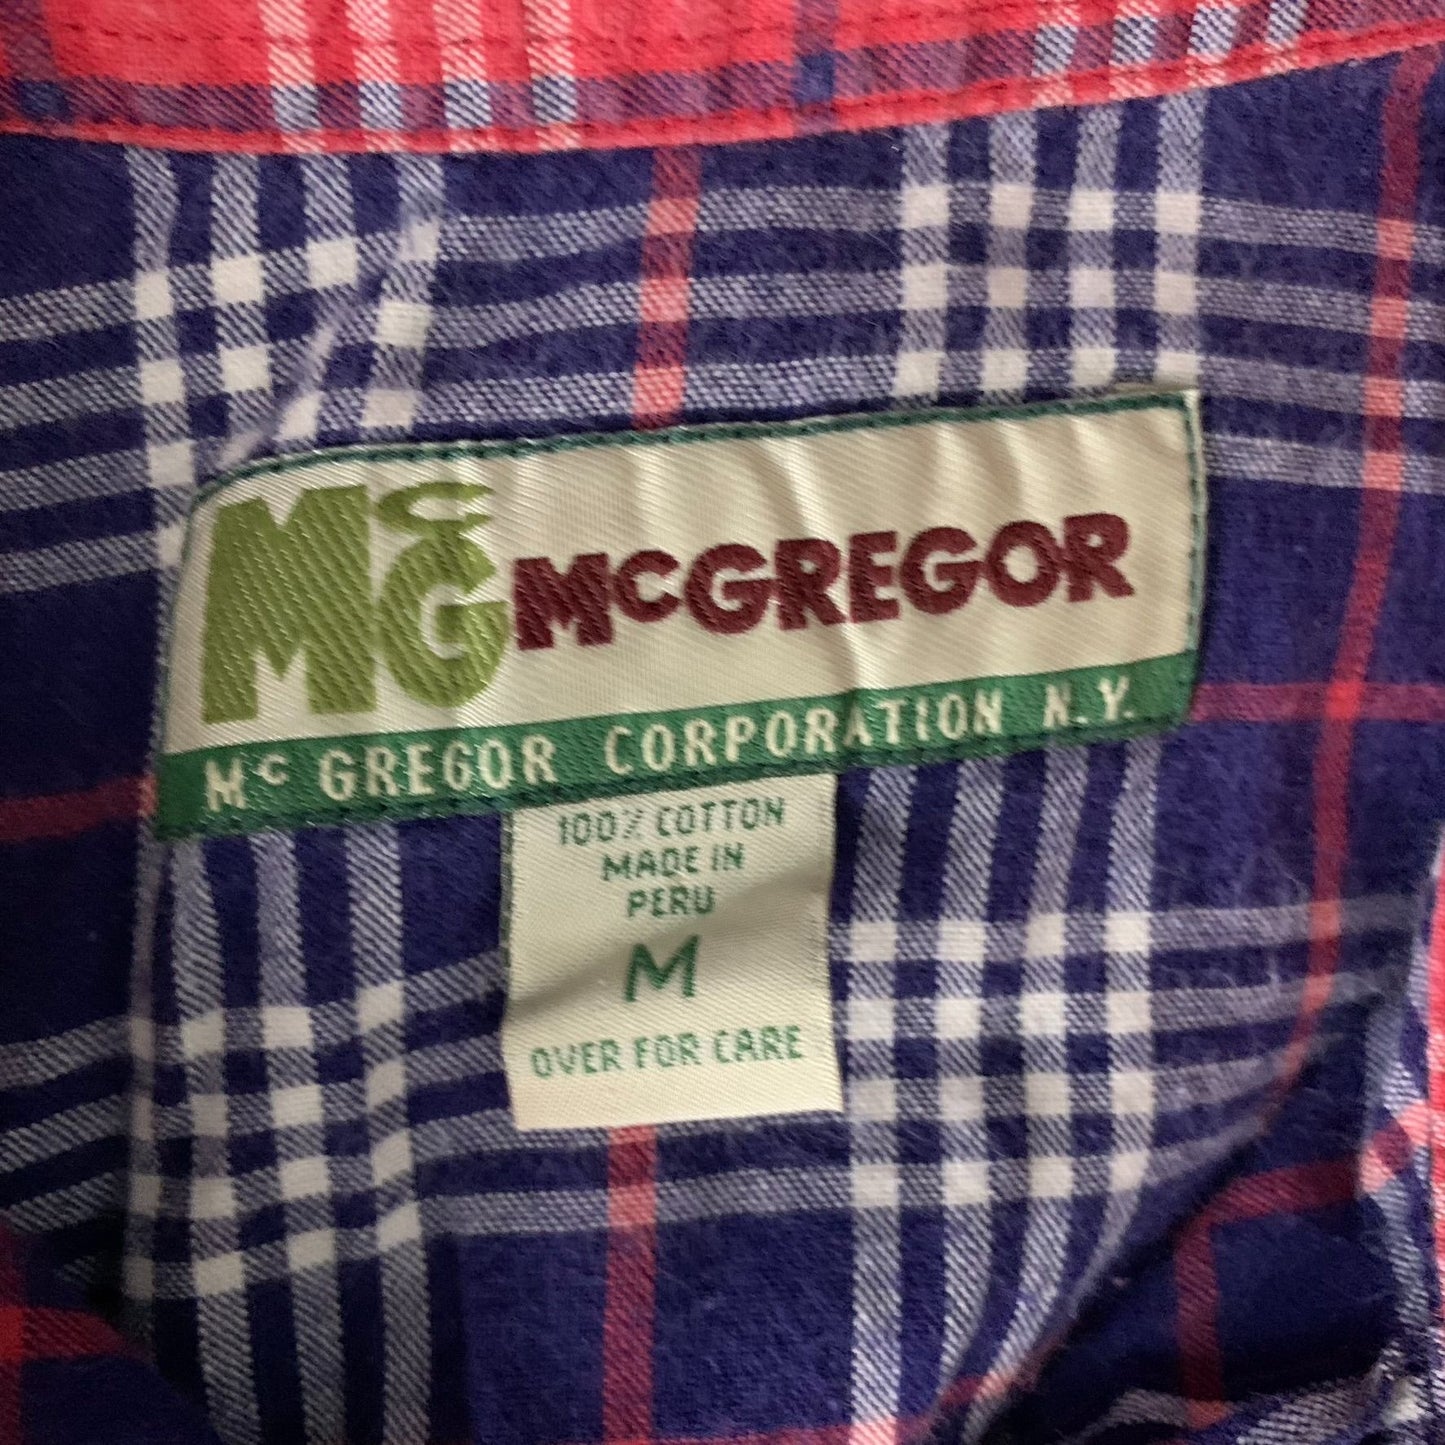 McG McGREGOR
Mc GREGOR CORPORATION N.Y.
100% COTTON
MADE IN
PERU
M
OVER FOR CARE